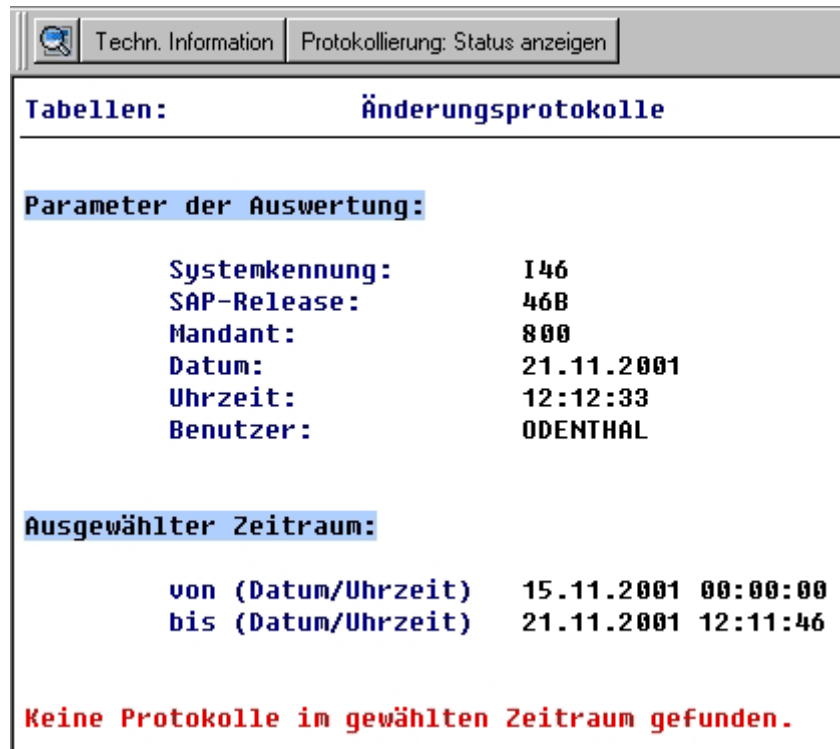 Techn. Information Protokollierung: Status anzeigen
Tabellen: Änderungsprotokolle
Parameter der Auswertung:
Systemkennung: I46
SAP-Release: 46B
Mandant: 800
Datum: 21.11.2001
Uhrzeit: 12:12:33
Benutzer: ODENTHAL
Ausgewählter Zeitraum:
von (Datum/Uhrzeit) 15.11.2001 00:00:00
bis (Datum/Uhrzeit) 21.11.2001 12:11:46
Keine Protokolle im gewählten Zeitraum gefunden.